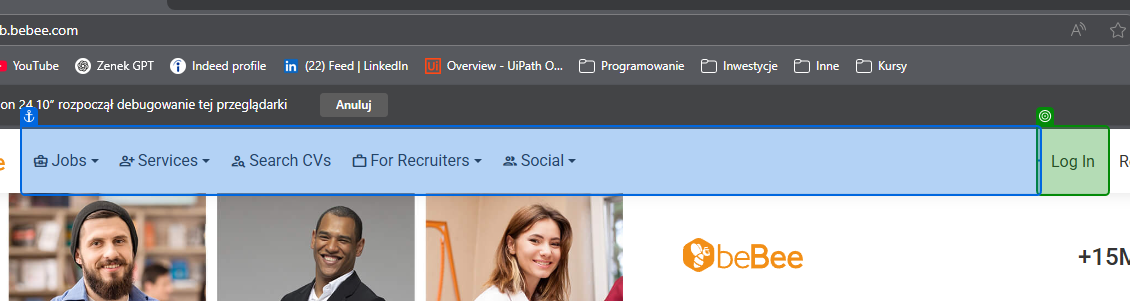 b.bebee.com
YouTube Zenek GPT Indeed profile (22) Feed | LinkedIn Overview - UiPath O... Programowanie Inwestycje Inne Kursy
on 24.10” rozpoczął debugowanie tej przeglądarki Anuluj
e Jobs Services Search CVs For Recruiters Social Log In R
beBee +15M